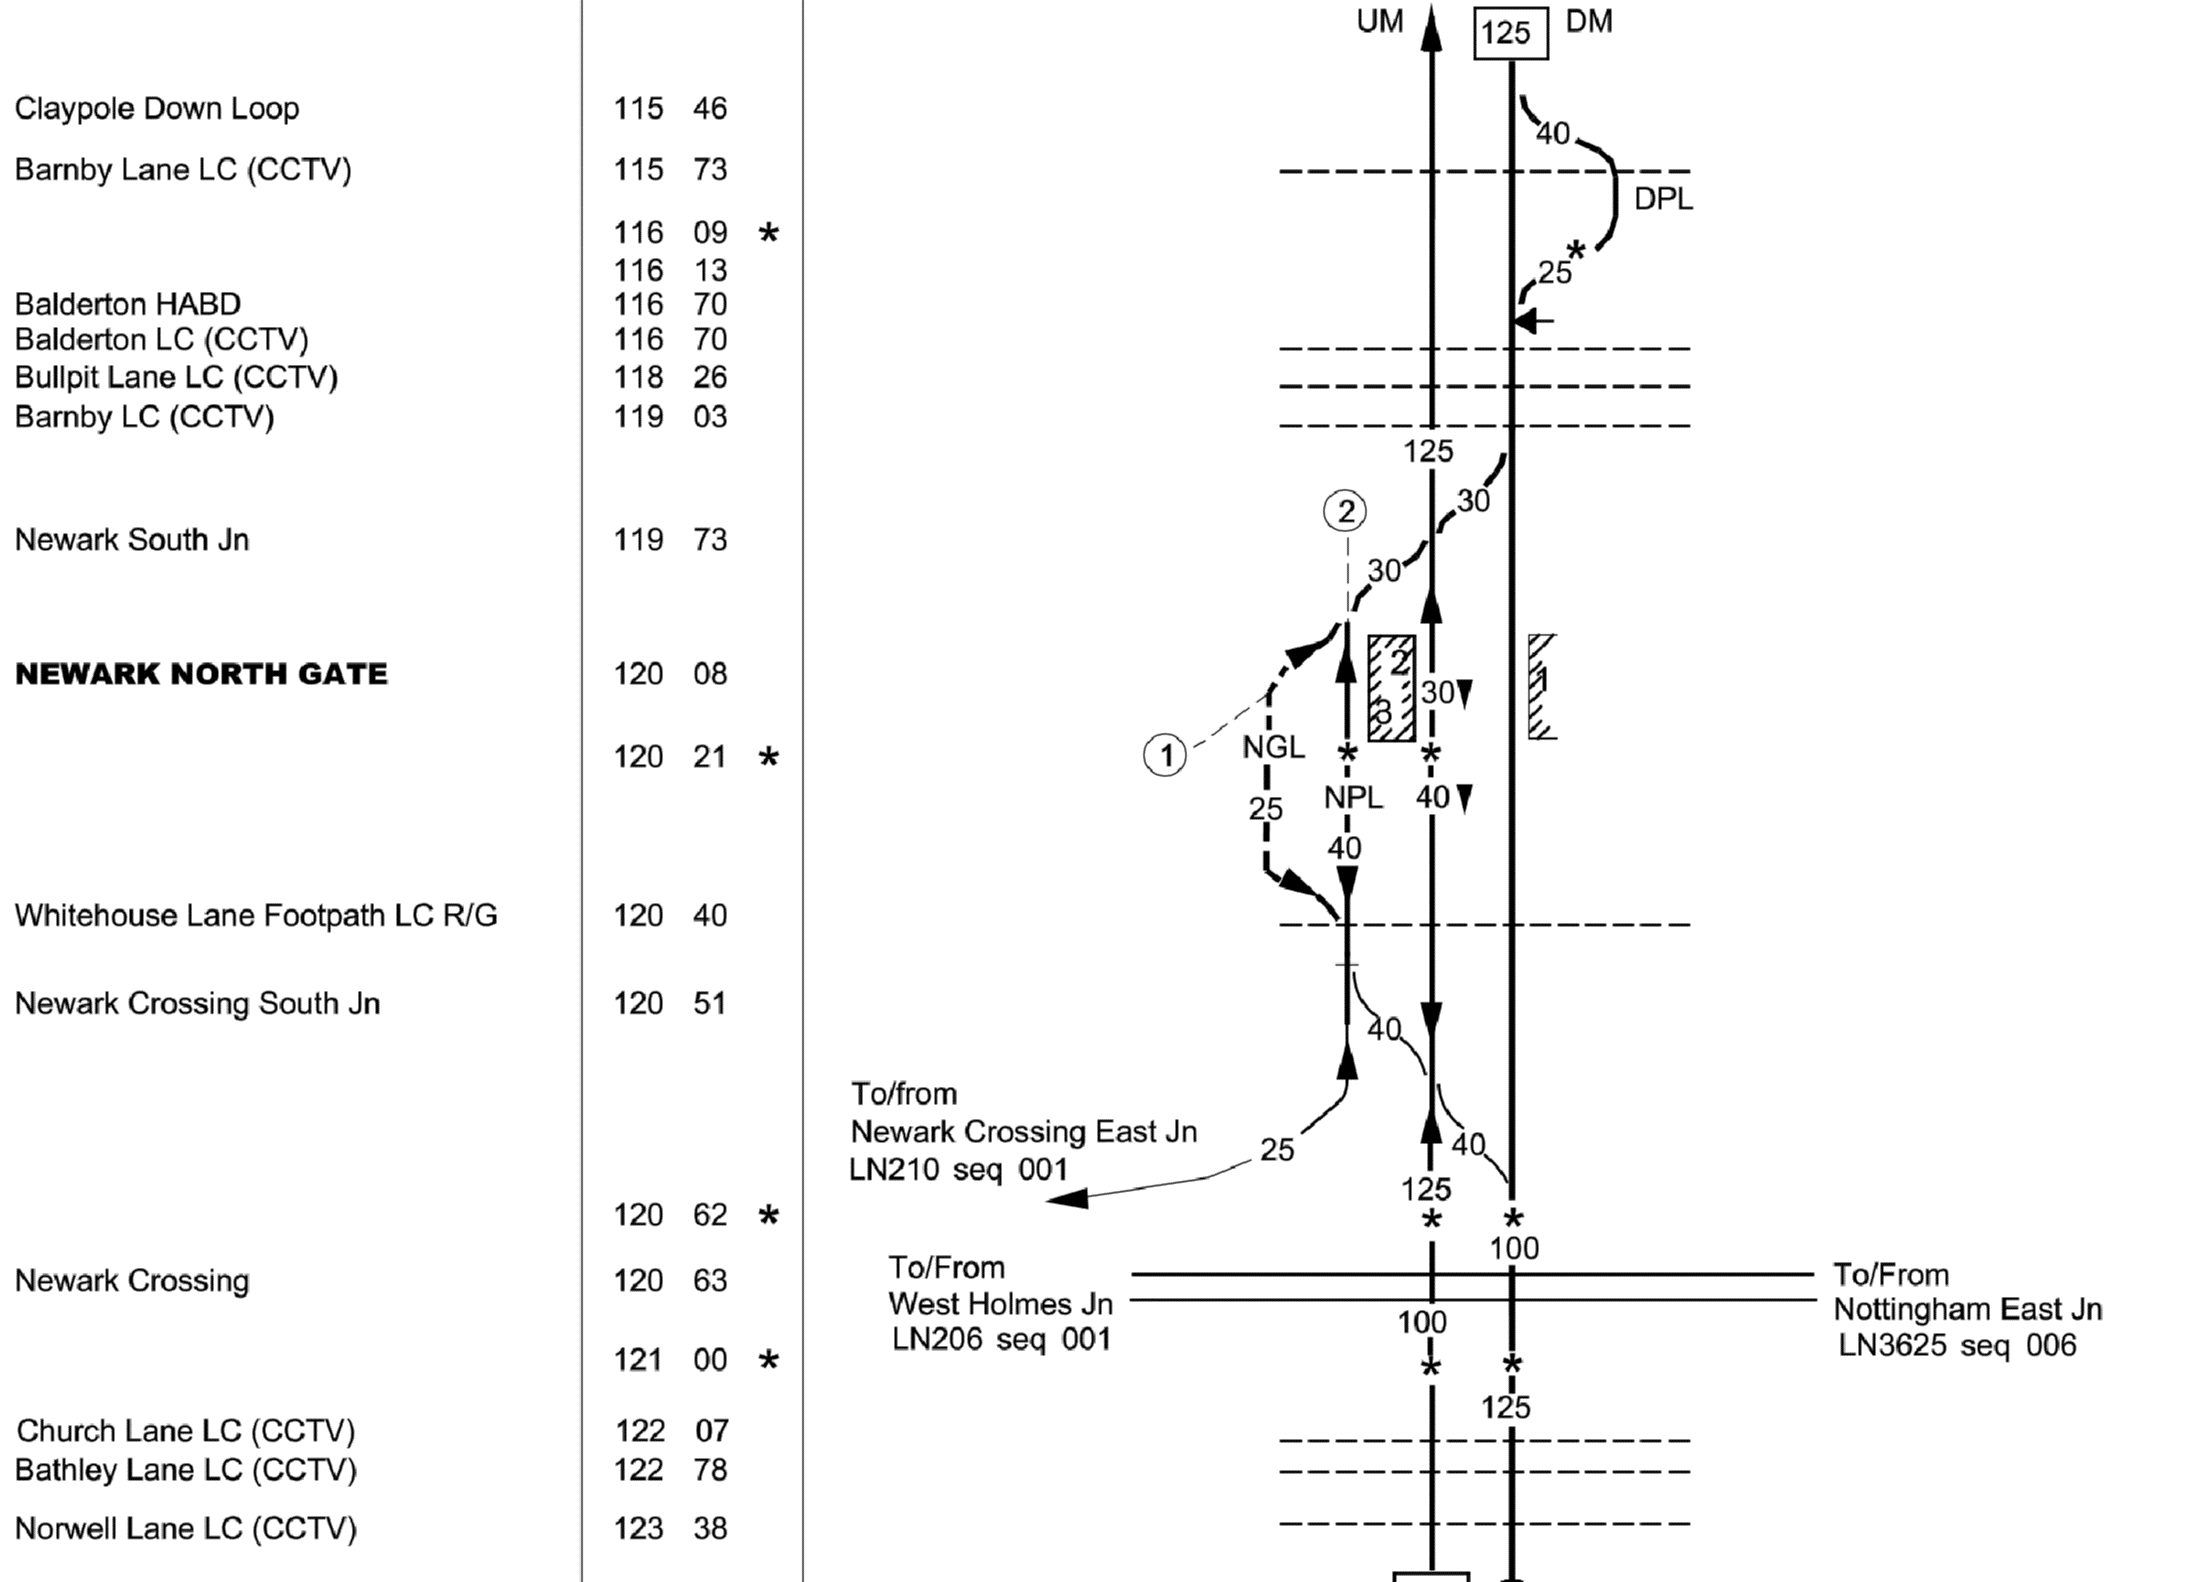 UM 125 DM
Claypole Down Loop 115 46
40
Barnby Lane LC (CCTV) 115 73
DPL
116 09 *
*
116 13
25
Balderton HABD 116 70
Balderton LC (CCTV) 116 70
Bullpit Lane LC (CCTV) 118 26
Barnby LC (CCTV) 119 03
125
30
2
Newark South Jn 119 73
30
NEWARK NORTH GATE 120 08
2 1
30
3
120 21 *
1 NGL * *
NPL 40
25
40
Whitehouse Lane Footpath LC R/G 120 40
Newark Crossing South Jn 120 51
40
To/from
Newark Crossing East Jn
LN210 seq 001
25
40
125
120 62 *
* *
100
Newark Crossing 120 63
To/From
West Holmes Jn
LN206 seq 001
To/From
Nottingham East Jn
LN3625 seq 006
100
121 00 *
* *
125
Church Lane LC (CCTV) 122 07
Bathley Lane LC (CCTV) 122 78
Norwell Lane LC (CCTV) 123 38